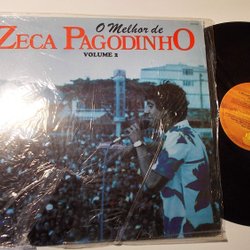 O Melhor de
ZECA PAGODINHO
VOLUME 2